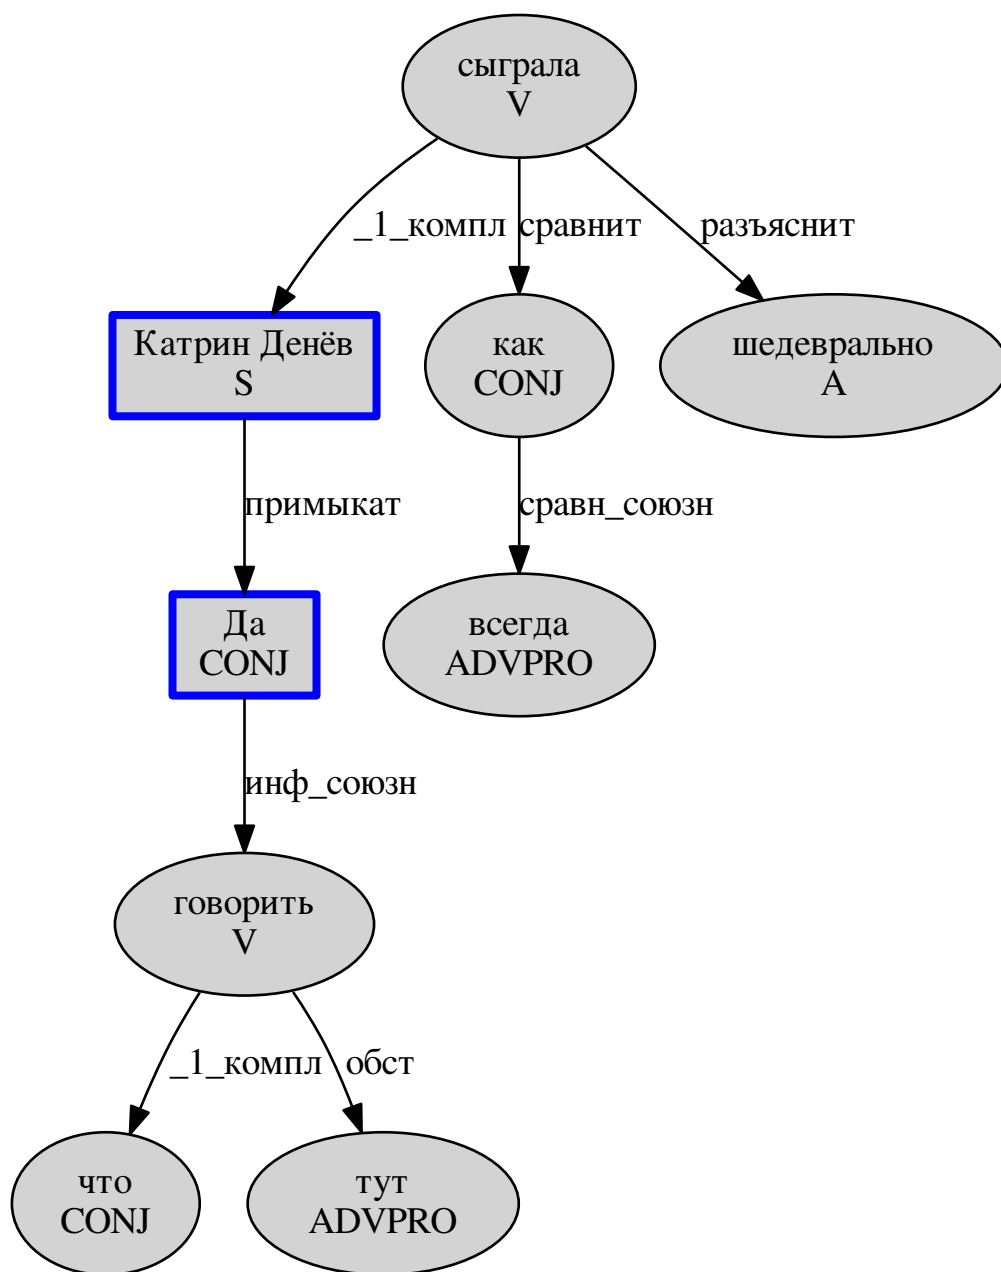 сыграла
V
_1_компл
сравнит
разъяснит
Катрин Денёв
S
как
CONJ
шедеврально
A
примыкат
сравн_союзн
Да
CONJ
всегда
ADVPRO
инф_союзн
говорить
V
_1_компл
обст
что
CONJ
тут
ADVPRO